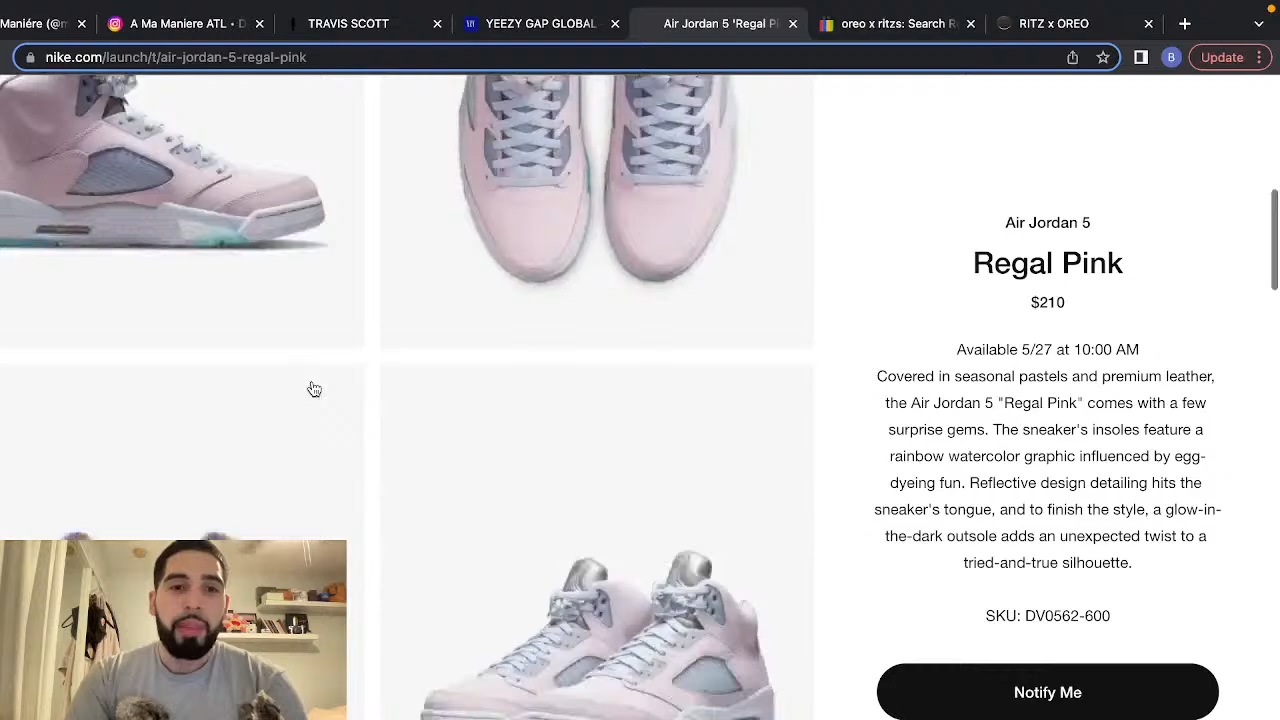 Maniére (@m
A Ma Maniere ATL • D
TRAVIS SCOTT
YEEZY GAP GLOBAL
Air Jordan 5 'Regal Pi
oreo x ritzs: Search R
RITZ x OREO
nike.com/launch/t/air-jordan-5-regal-pink
B
Update
Air Jordan 5
Regal Pink
$210
Available 5/27 at 10:00 AM
Covered in seasonal pastels and premium leather,
the Air Jordan 5 "Regal Pink" comes with a few
surprise gems. The sneaker's insoles feature a
rainbow watercolor graphic influenced by egg-
dyeing fun. Reflective design detailing hits the
sneaker's tongue, and to finish the style, a glow-in-
the-dark outsole adds an unexpected twist to a
tried-and-true silhouette.
SKU: DV0562-600
Notify Me